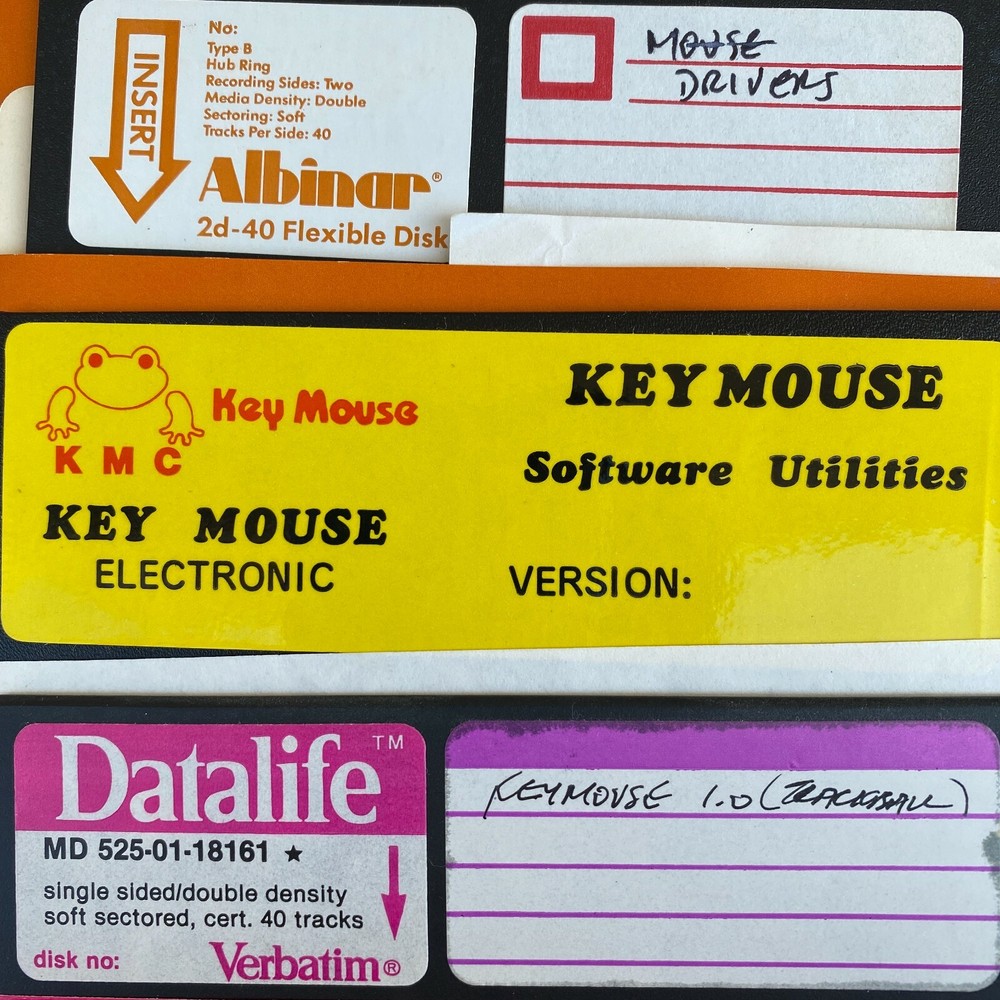 INSERT
No:
Type B
Hub Ring
Recording Sides: Two
Media Density: Double
Sectoring: Soft
Tracks Per Side: 40
Albinar®
2d-40 Flexible Disk
MOUSE
DRIVERS
Key Mouse
K M C
KEY MOUSE
ELECTRONIC
KEY MOUSE
Software Utilities
VERSION:
Datalife™
MD 525-01-18161 ★
single sided/double density
soft sectored, cert. 40 tracks
disk no:
Verbatim®
KEYMOUSE 1.0 (TRACKBALL)